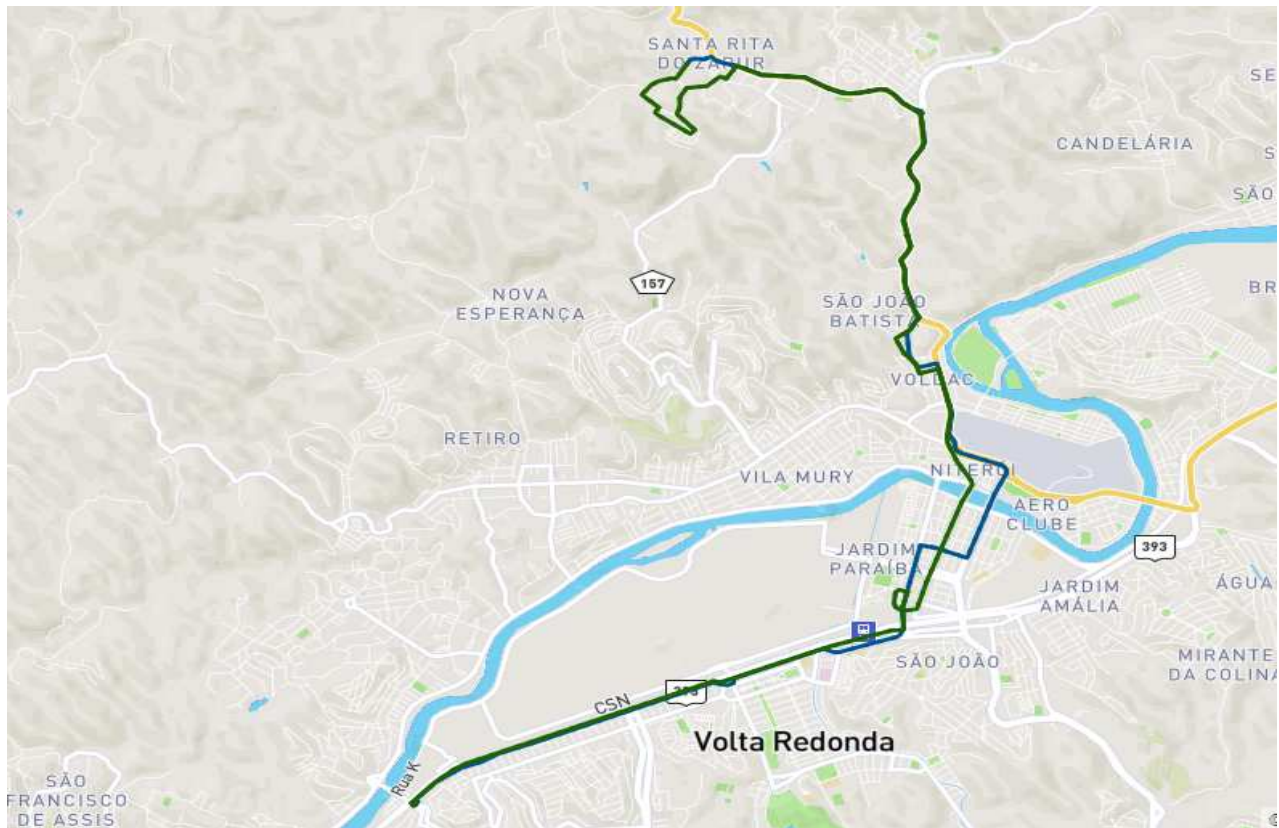 SANTA RITA
DO ZARUR
SE
CANDELÁRIA
S
SÃO
157
NOVA
ESPERANÇA
SÃO JOÃO
BATISTA
BR
VOLDAC
RETIRO
VILA MURY
NITERÓI
AERO
CLUBE
393
JARDIM
PARAÍBA
JARDIM
AMÁLIA
ÁGUA
SÃO JOÃO
MIRANTE
DA COLINA
CSN
393
Volta Redonda
Rua K
SÃO
FRANCISCO
DE ASSIS
©